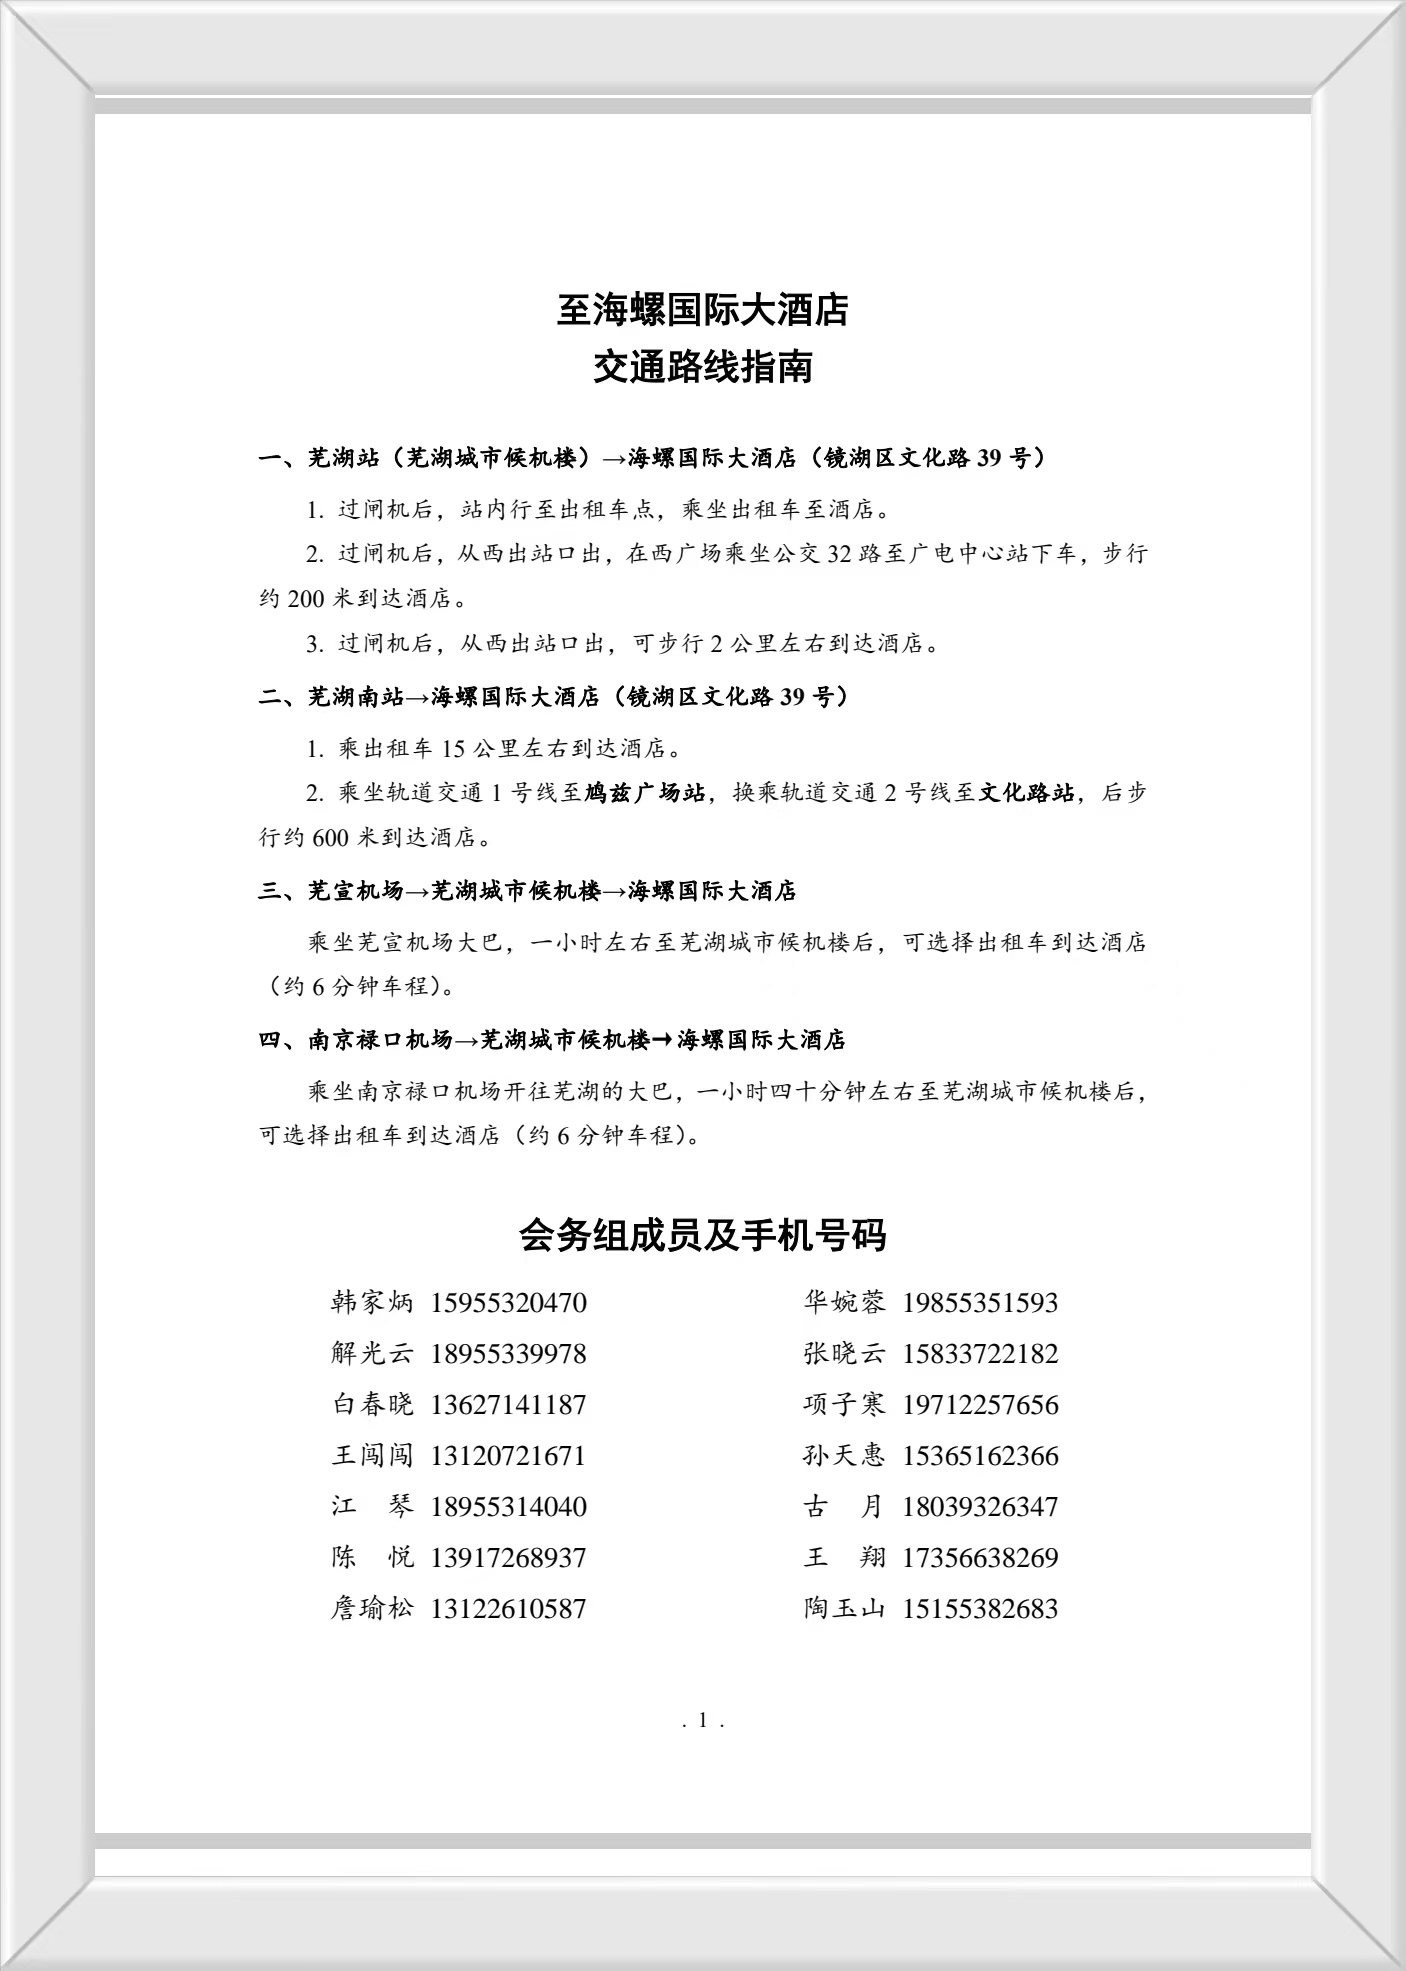 至海螺国际大酒店
交通路线指南
一、芜湖站（芜湖城市候机楼）→海螺国际大酒店（镜湖区文化路 39 号）
1. 过闸机后，站内行至出租车点，乘坐出租车至酒店。
2. 过闸机后，从西出站口出，在西广场乘坐公交 32 路至广电中心站下车，步行
约 200 米到达酒店。
3. 过闸机后，从西出站口出，可步行 2 公里左右到达酒店。
二、芜湖南站→海螺国际大酒店（镜湖区文化路 39 号）
1. 乘出租车 15 公里左右到达酒店。
2. 乘坐轨道交通 1 号线至鸠兹广场站，换乘轨道交通 2 号线至文化路站，后步
行约 600 米到达酒店。
三、芜宣机场→芜湖城市候机楼→海螺国际大酒店
乘坐芜宣机场大巴，一小时左右至芜湖城市候机楼后，可选择出租车到达酒店
（约 6 分钟车程）。
四、南京禄口机场→芜湖城市候机楼→海螺国际大酒店
乘坐南京禄口机场开往芜湖的大巴，一小时四十分钟左右至芜湖城市候机楼后，
可选择出租车到达酒店（约 6 分钟车程）。
会务组成员及手机号码
韩家炳 15955320470 华婉蓉 19855351593
解光云 18955339978 张晓云 15833722182
白春晓 13627141187 项子寒 19712257656
王闯闯 13120721671 孙天惠 15365162366
江　琴 18955314040 古　月 18039326347
陈　悦 13917268937 王　翔 17356638269
詹瑜松 13122610587 陶玉山 15155382683
. 1 .